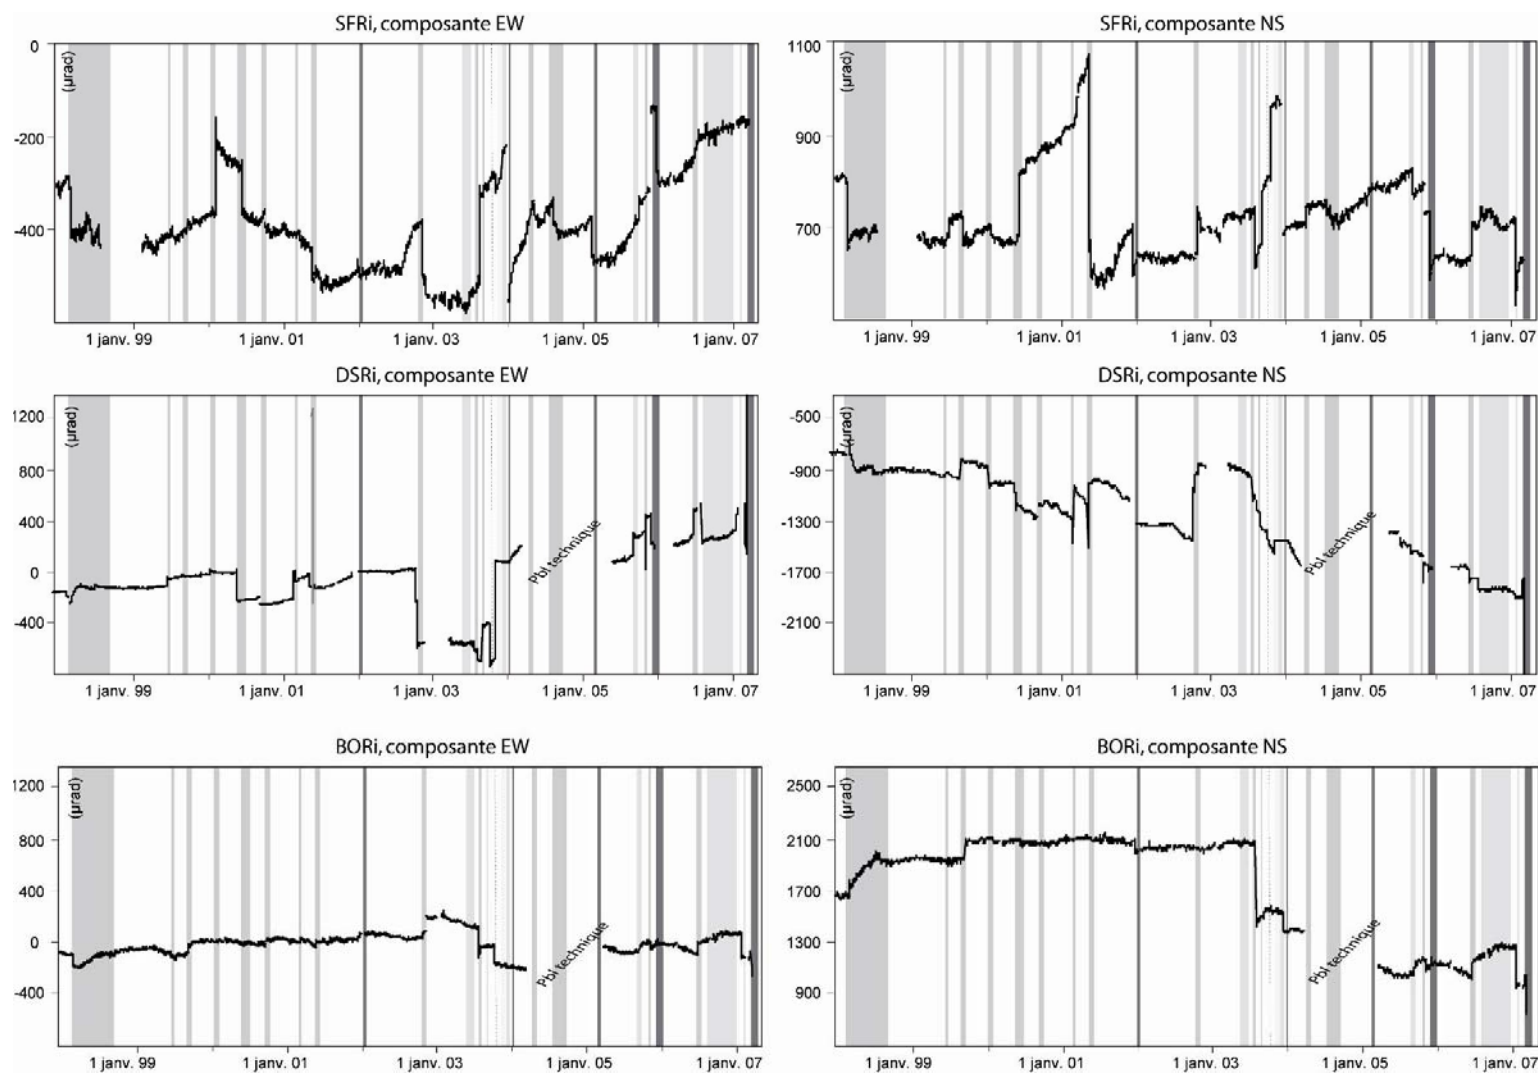 SFRi, composante EW
0
-200
-400
(µrad)
1 janv. 99
1 janv. 01
1 janv. 03
1 janv. 05
1 janv. 07
SFRi, composante NS
1100
900
700
(µrad)
1 janv. 99
1 janv. 01
1 janv. 03
1 janv. 05
1 janv. 07
DSRi, composante EW
1200
800
400
0
-400
(µrad)
Pbl technique
1 janv. 99
1 janv. 01
1 janv. 03
1 janv. 05
1 janv. 07
DSRi, composante NS
-500
-900
-1300
-1700
-2100
(µrad)
Pbl technique
1 janv. 99
1 janv. 01
1 janv. 03
1 janv. 05
1 janv. 07
BORi, composante EW
1200
800
400
0
-400
(µrad)
Pbl technique
1 janv. 99
1 janv. 01
1 janv. 03
1 janv. 05
1 janv. 07
BORi, composante NS
2500
2100
1700
1300
900
(µrad)
Pbl technique
1 janv. 99
1 janv. 01
1 janv. 03
1 janv. 05
1 janv. 07